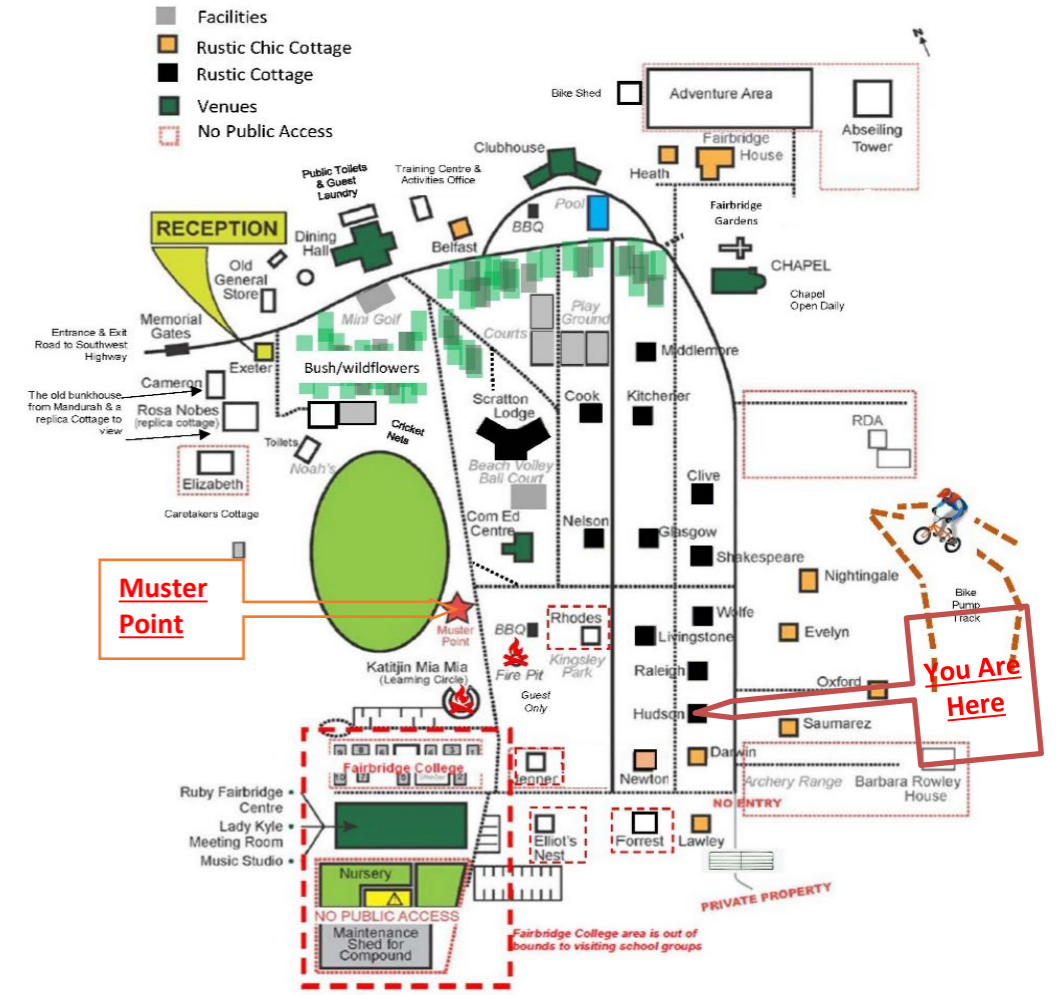 Facilities
Rustic Chic Cottage
Rustic Cottage
Venues
No Public Access
N
Bike Shed
Adventure Area
Abseiling
Tower
Fairbridge
House
Heath
Clubhouse
Pool
BBQ
Training Centre &
Activities Office
Public Toilets
& Guest
Laundry
RECEPTION
Dining
Hall
Belfast
Old
General
Store
Mini Golf
Fairbridge
Gardens
CHAPEL
Chapel
Open Daily
Memorial
Gates
Entrance & Exit
Road to Southwest
Highway
Exeter
Courts
Play
Ground
Middlemore
Bush/wildflowers
Cameron
The old bunkhouse
from Mandurah & a
replica Cottage to
view
Rosa Nobes
(replica cottage)
Toilets
Noah's
Cricket
Nets
Scratton
Lodge
Cook
Kitchener
RDA
Elizabeth
Caretakers Cottage
Beach Volley
Ball Court
Clive
Com Ed
Centre
Nelson
Glasgow
Shakespeare
Nightingale
Bike
Pump
Track
Muster
Point
Muster
Point
BBQ
Fire Pit
Guest
Only
Rhodes
Kingsley
Park
Wolfe
Livingstone
Evelyn
Raleigh
Oxford
You Are
Here
Katitjin Mia Mia
(Learning Circle)
Hudson
Saumarez
Fairbridge College
Jenner
Newton
Darwin
Archery Range
Barbara Rowley
House
NO ENTRY
Ruby Fairbridge
Centre
Lady Kyle
Meeting Room
Music Studio
Elliot's
Nest
Forrest
Lawley
PRIVATE PROPERTY
Nursery
NO PUBLIC ACCESS
Maintenance
Shed for
Compound
Fairbridge College area is out of
bounds to visiting school groups